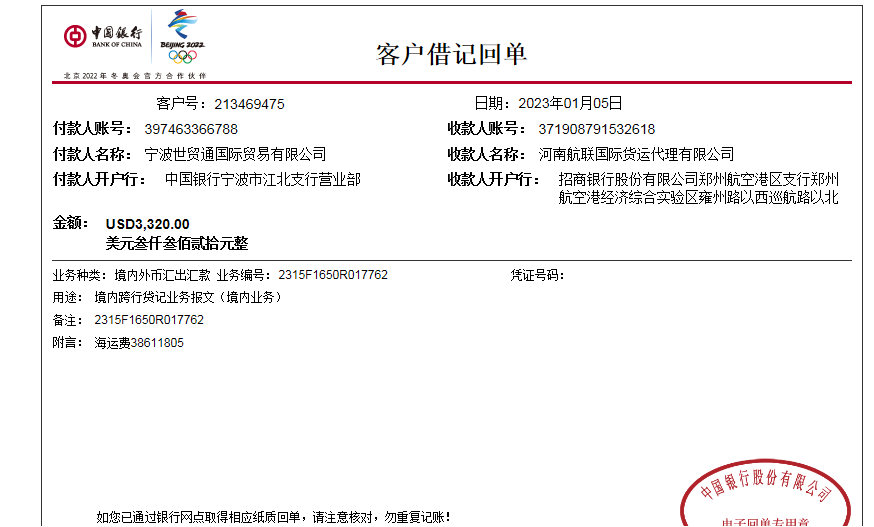 中国银行
BANK OF CHINA
BEIJING 2022
北京2022年冬奥会官方合作伙伴
客户借记回单
客户号：213469475 日期：2023年01月05日
付款人账号：397463366788 收款人账号：371908791532618
付款人名称：宁波世贸通国际贸易有限公司 收款人名称：河南航联国际货运代理有限公司
付款人开户行：中国银行宁波市江北支行营业部 收款人开户行：招商银行股份有限公司郑州航空港区支行郑州
航空港经济综合实验区雍州路以西巡航路以北
金额：USD3,320.00
美元叁仟叁佰贰拾元整
业务种类：境内外币汇出汇款 业务编号：2315F1650R017762 凭证号码：
用途：境内跨行贷记业务报文（境内业务）
备注：2315F1650R017762
附言：海运费38611805
中国银行股份有限公司
如您已通过银行网点取得相应纸质回单，请注意核对，勿重复记账！
电子回单专用章